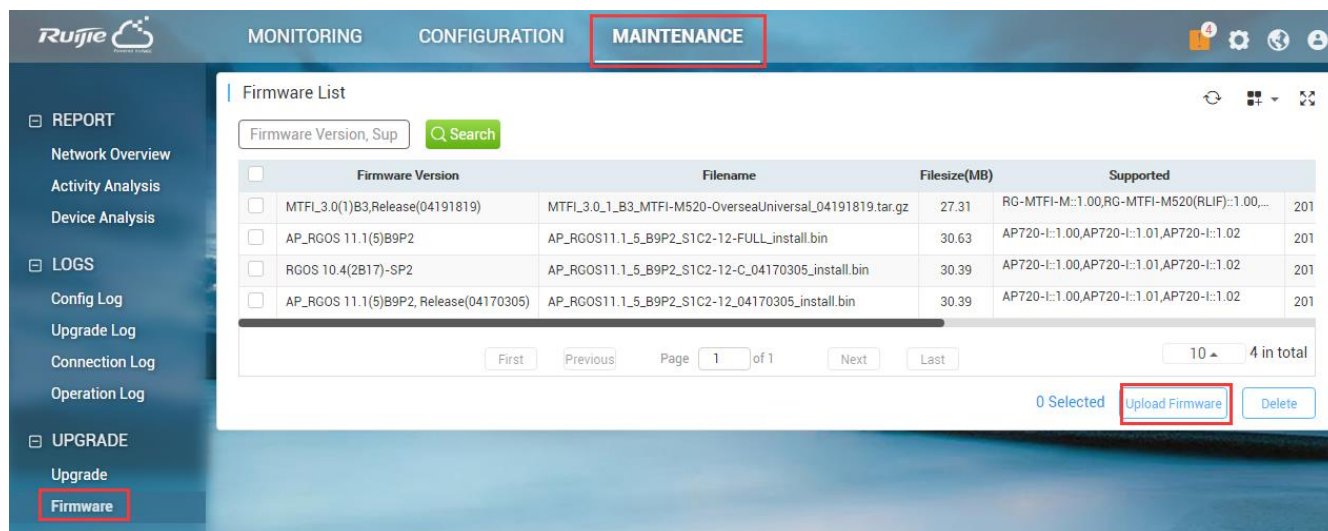 Ruijie MONITORING CONFIGURATION MAINTENANCE 4
REPORT
Network Overview
Activity Analysis
Device Analysis
LOGS
Config Log
Upgrade Log
Connection Log
Operation Log
UPGRADE
Upgrade
Firmware
Firmware List
Firmware Version, Sup Search
Firmware Version Filename Filesize(MB) Supported
MTFI_3.0(1)B3,Release(04191819) MTFI_3.0_1_B3_MTFI-M520-OverseaUniversal_04191819.tar.gz 27.31 RG-MTFI-M::1.00,RG-MTFI-M520(RLIF)::1.00,... 201
AP_RGOS 11.1(5)B9P2 AP_RGOS11.1_5_B9P2_S1C2-12-FULL_install.bin 30.63 AP720-I::1.00,AP720-I::1.01,AP720-I::1.02 201
RGOS 10.4(2B17)-SP2 AP_RGOS11.1_5_B9P2_S1C2-12-C_04170305_install.bin 30.39 AP720-I::1.00,AP720-I::1.01,AP720-I::1.02 201
AP_RGOS 11.1(5)B9P2, Release(04170305) AP_RGOS11.1_5_B9P2_S1C2-12_04170305_install.bin 30.39 AP720-I::1.00,AP720-I::1.01,AP720-I::1.02 201
First Previous Page 1 of 1 Next Last 10 4 in total
0 Selected Upload Firmware Delete